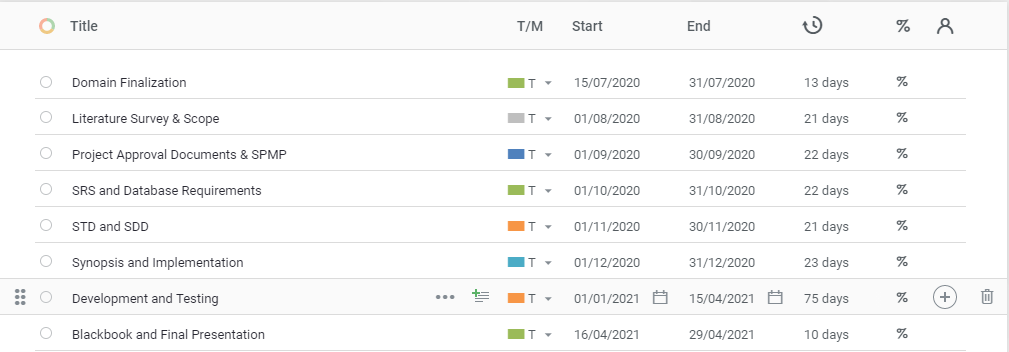 Title T/M Start End %
Domain Finalization T 15/07/2020 31/07/2020 13 days %
Literature Survey & Scope T 01/08/2020 31/08/2020 21 days %
Project Approval Documents & SPMP T 01/09/2020 30/09/2020 22 days %
SRS and Database Requirements T 01/10/2020 31/10/2020 22 days %
STD and SDD T 01/11/2020 30/11/2020 21 days %
Synopsis and Implementation T 01/12/2020 31/12/2020 23 days %
Development and Testing T 01/01/2021 15/04/2021 75 days %
Blackbook and Final Presentation T 16/04/2021 29/04/2021 10 days %